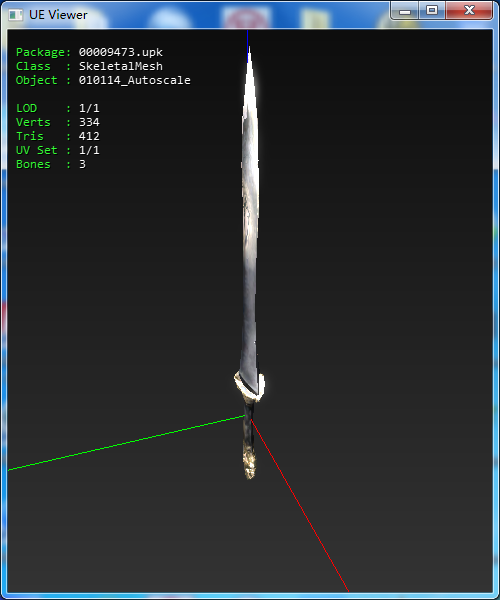 UE Viewer
Package: 00009473.upk
Class : SkeletalMesh
Object : 010114_Autoscale
LOD : 1/1
Verts : 334
Tris : 412
UV Set : 1/1
Bones : 3